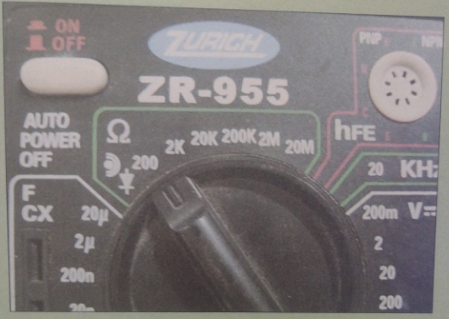 ON
OFF
ZURICH
ZR-955
PNP NPN
hFE
AUTO
POWER
OFF
Ω 200 2K 20K 200K 2M 20M
20 KHz
F
CX
20µ
2µ
200n
20n
200m V
2
20
200